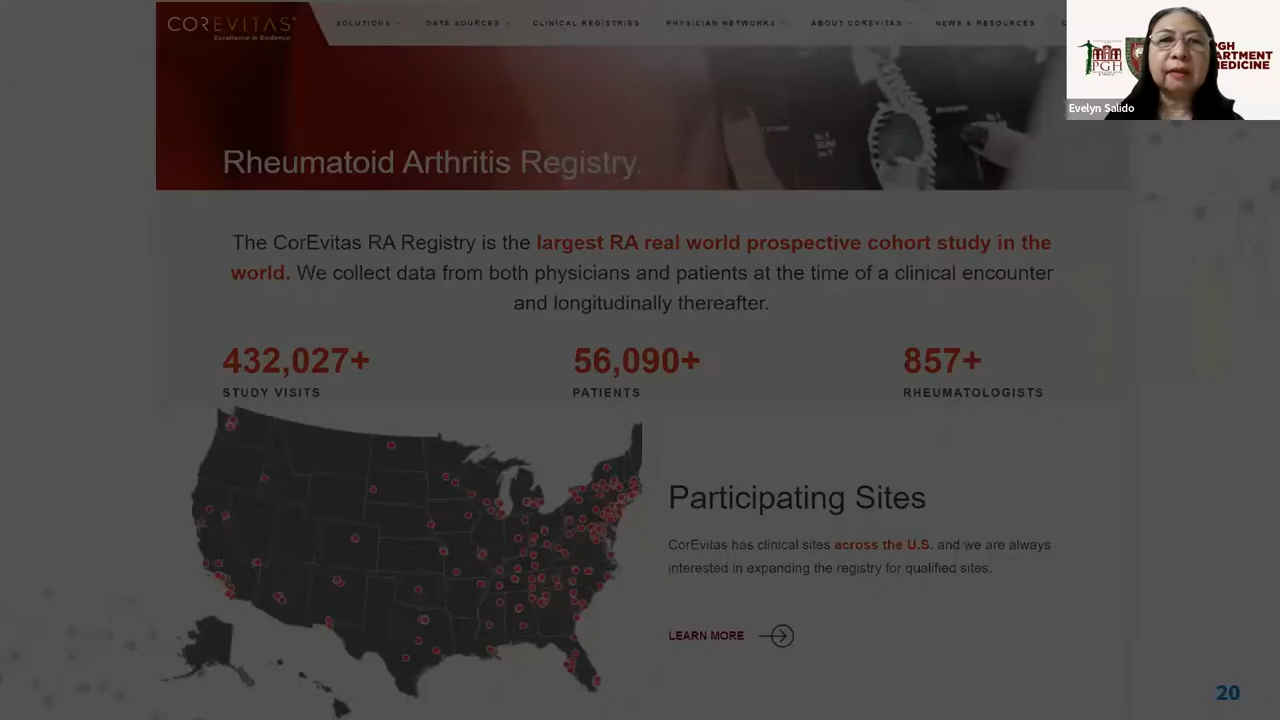 COREVITAS
Excellence in Evidence
SOLUTIONS
DATA SOURCES
CLINICAL REGISTRIES
PHYSICIAN NETWORKS
ABOUT COREVITAS
NEWS & RESOURCES
PGH
PGH
ARTMENT
MEDICINE
Evelyn Salido
Rheumatoid Arthritis Registry.
The CorEvitas RA Registry is the largest RA real world prospective cohort study in the
world. We collect data from both physicians and patients at the time of a clinical encounter
and longitudinally thereafter.
432,027+
STUDY VISITS
56,090+
PATIENTS
857+
RHEUMATOLOGISTS
Participating Sites
CorEvitas has clinical sites across the U.S. and we are always
interested in expanding the registry for qualified sites.
LEARN MORE
20